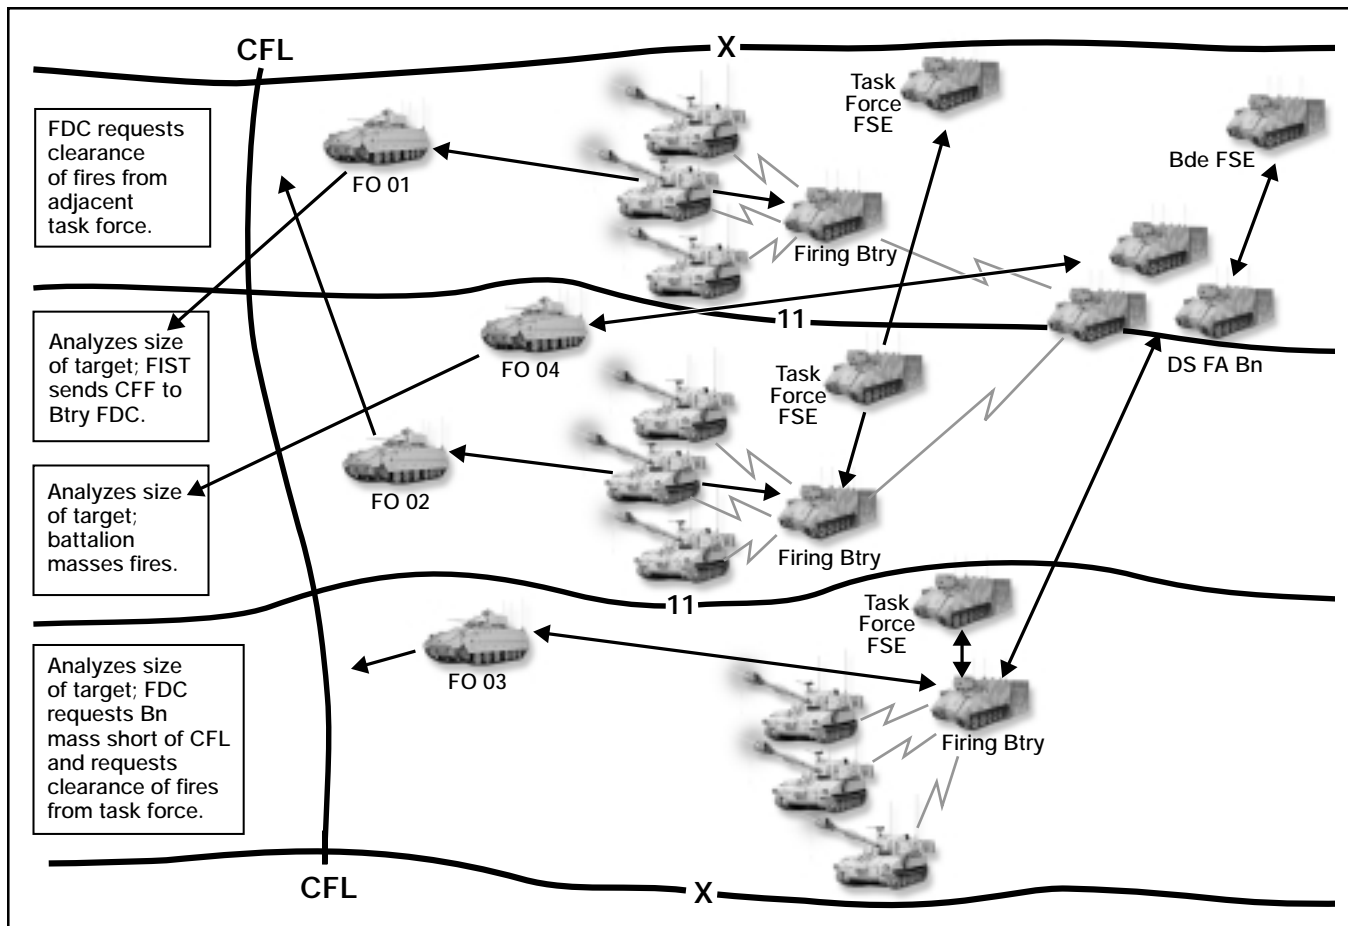 CFL
X
Task
Force
FSE
FDC requests
clearance
of fires from
adjacent
task force.
FO 01
Bde FSE
Firing Btry
Analyzes size
of target; FIST
sends CFF to
Btry FDC.
FO 04
11
Task
Force
FSE
DS FA Bn
Analyzes size
of target;
battalion
masses fires.
FO 02
Firing Btry
11
Task
Force
FSE
Analyzes size
of target; FDC
requests Bn
mass short of CFL
and requests
clearance of fires
from task force.
FO 03
Firing Btry
CFL
X